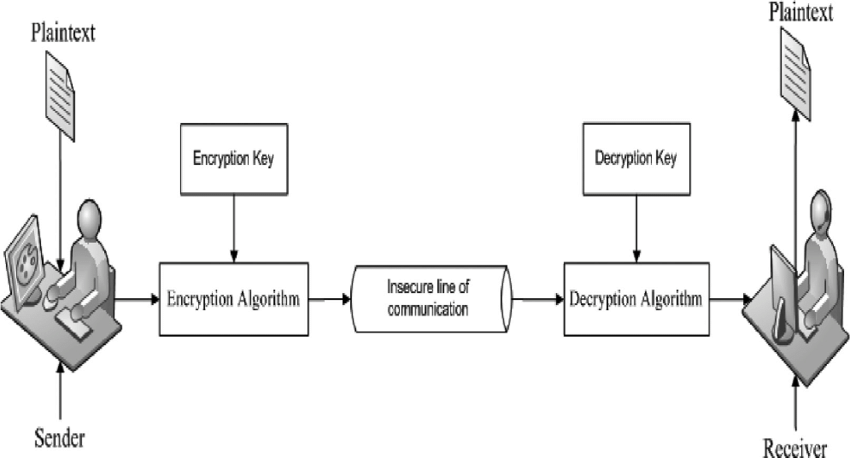 Plaintext
Plaintext
Encryption Key
Decryption Key
Encryption Algorithm
Insecure line of
communication
Decryption Algorithm
Sender
Receiver